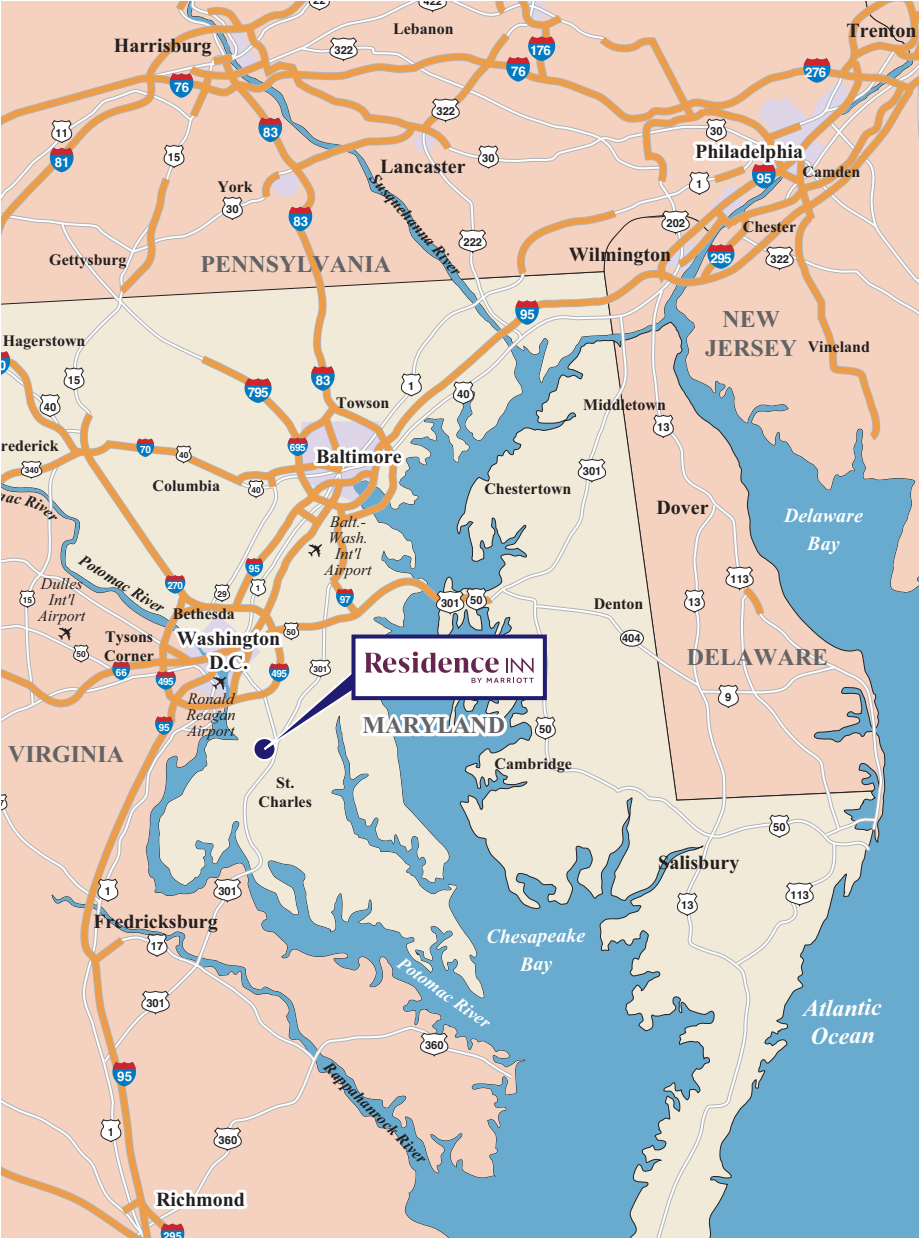 22
422
Trenton
Lebanon
Harrisburg
322
176
76
276
76
322
11
83
30
81
15
30
Philadelphia
Lancaster
95
Camden
1
York
Susquehanna River
30
83
202
Chester
222
Wilmington
295
322
Gettysburg
PENNSYLVANIA
95
NEW
JERSEY
Hagerstown
Vineland
0
15
83
795
1
40
40
Towson
Middletown
13
rederick
70
695
40
Baltimore
340
301
Columbia
40
Chestertown
nac River
Dover
Balt.-
Wash.
Int'l
Airport
Delaware
Bay
Potomac River
95
Dulles
Int'l
Airport
270
29
1
97
113
15
301
50
13
Denton
Bethesda
50
Tysons
Corner
Washington
D.C.
404
50
66
495
495
301
Residence INN
BY MARRIOTT
DELAWARE
9
Ronald
Reagan
Airport
95
MARYLAND
50
VIRGINIA
Cambridge
St.
Charles
50
Salisbury
1
301
113
13
Fredricksburg
17
Chesapeake
Bay
Potomac River
301
Atlantic
Ocean
360
95
Rappahanrock River
1
360
Richmond
295